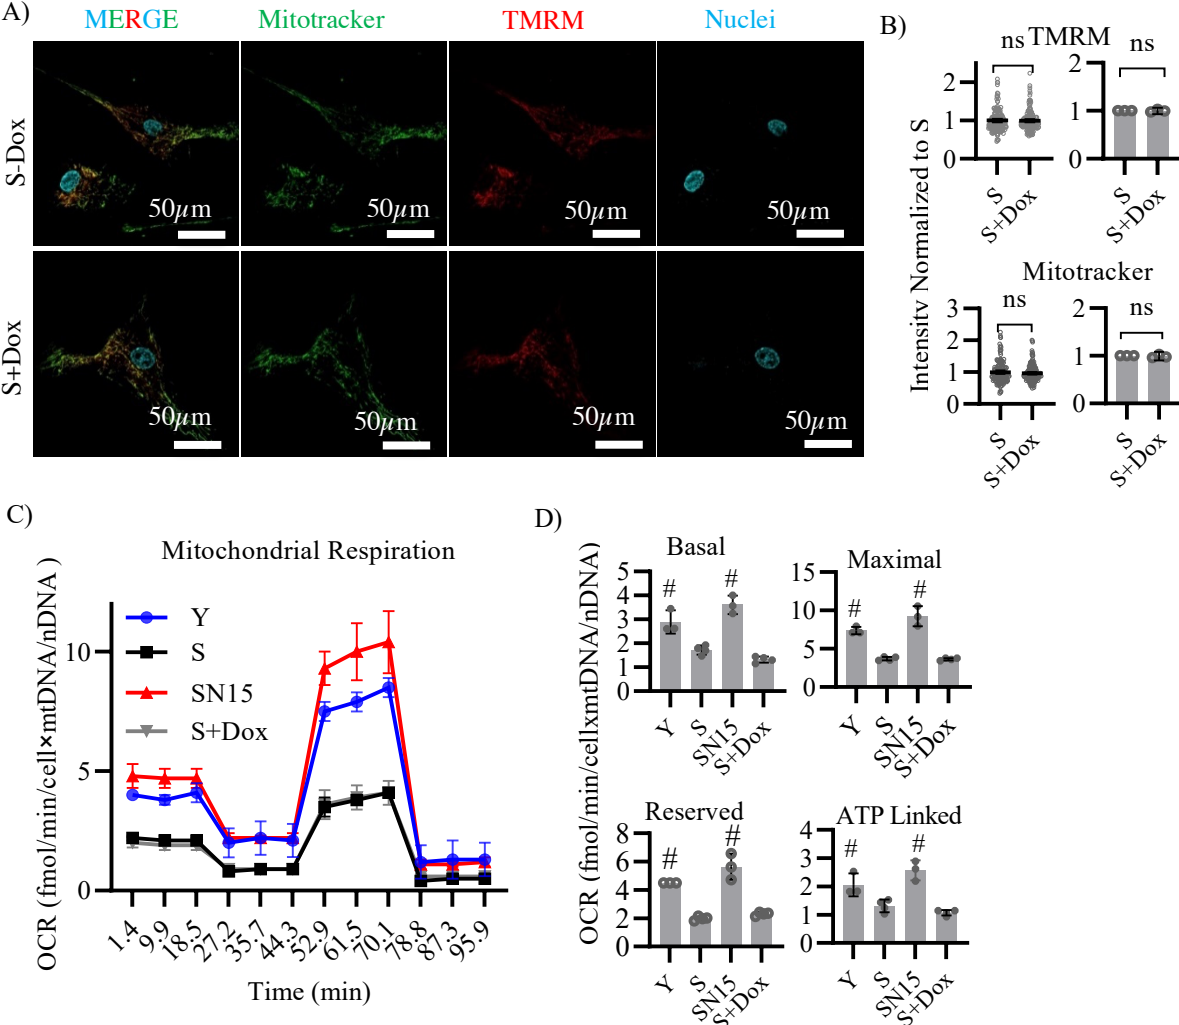 A)
MERGE Mitotracker TMRM Nuclei
S-Dox
50µm 50µm 50µm 50µm
S+Dox
50µm 50µm 50µm 50µm
B)
TMRM
Intensity Normalized to S
ns ns
2 2
1 1
0 0
S S+Dox S S+Dox
Mitotracker
ns ns
3 2
2 1
1 0
0
S S+Dox S S+Dox
C)
Mitochondrial Respiration
OCR (fmol/min/cell×mtDNA/nDNA )
Y
S
SN15
S+Dox
10
5
0
1.4 9.9 18.5 27.2 35.7 44.3 52.9 61.5 70.1 78.8 87.3 95.9
Time (min)
D)
OCR (fmol/min/cellxmtDNA/nDNA)
Basal
# #
5
4
3
2
1
0
Y S SN15 S+Dox
Maximal
# #
15
10
5
0
Y S SN15 S+Dox
Reserved
# #
8
6
4
2
0
Y S SN15 S+Dox
ATP Linked
# #
4
3
2
1
0
Y S SN15 S+Dox